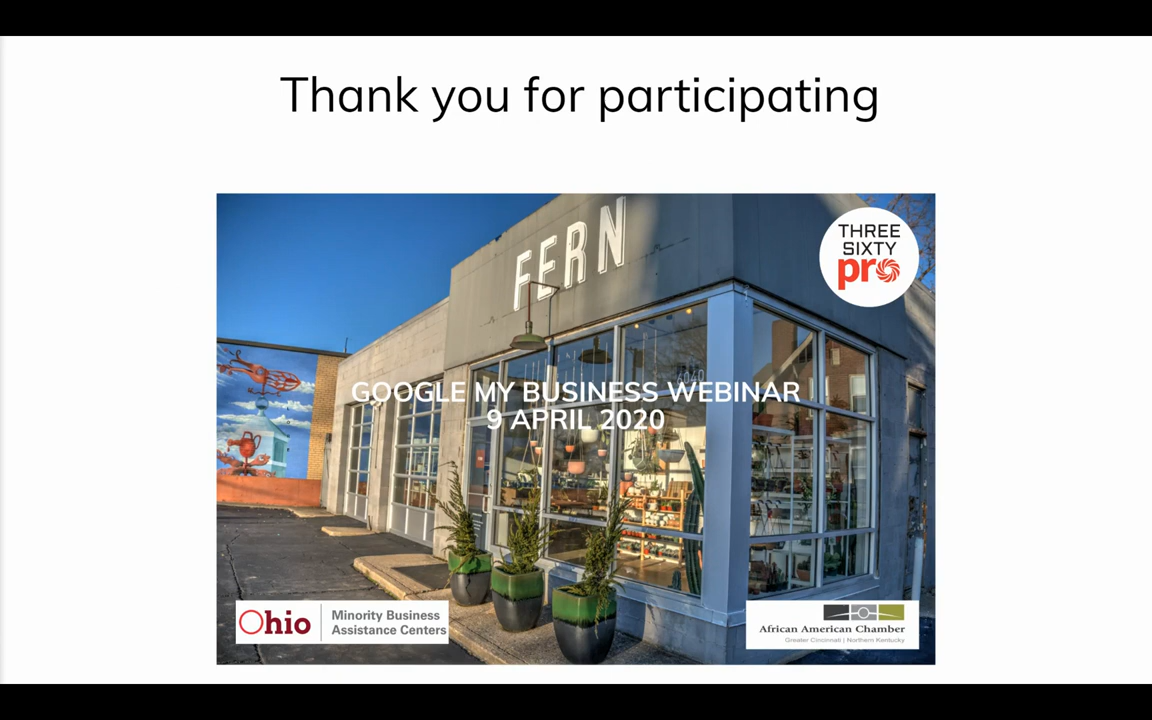 Thank you for participating
FERN
THREE
SIXTY
pro
6040
GOOGLE MY BUSINESS WEBINAR
9 APRIL 2020
Ohio
Minority Business
Assistance Centers
African American Chamber
Greater Cincinnati | Northern Kentucky